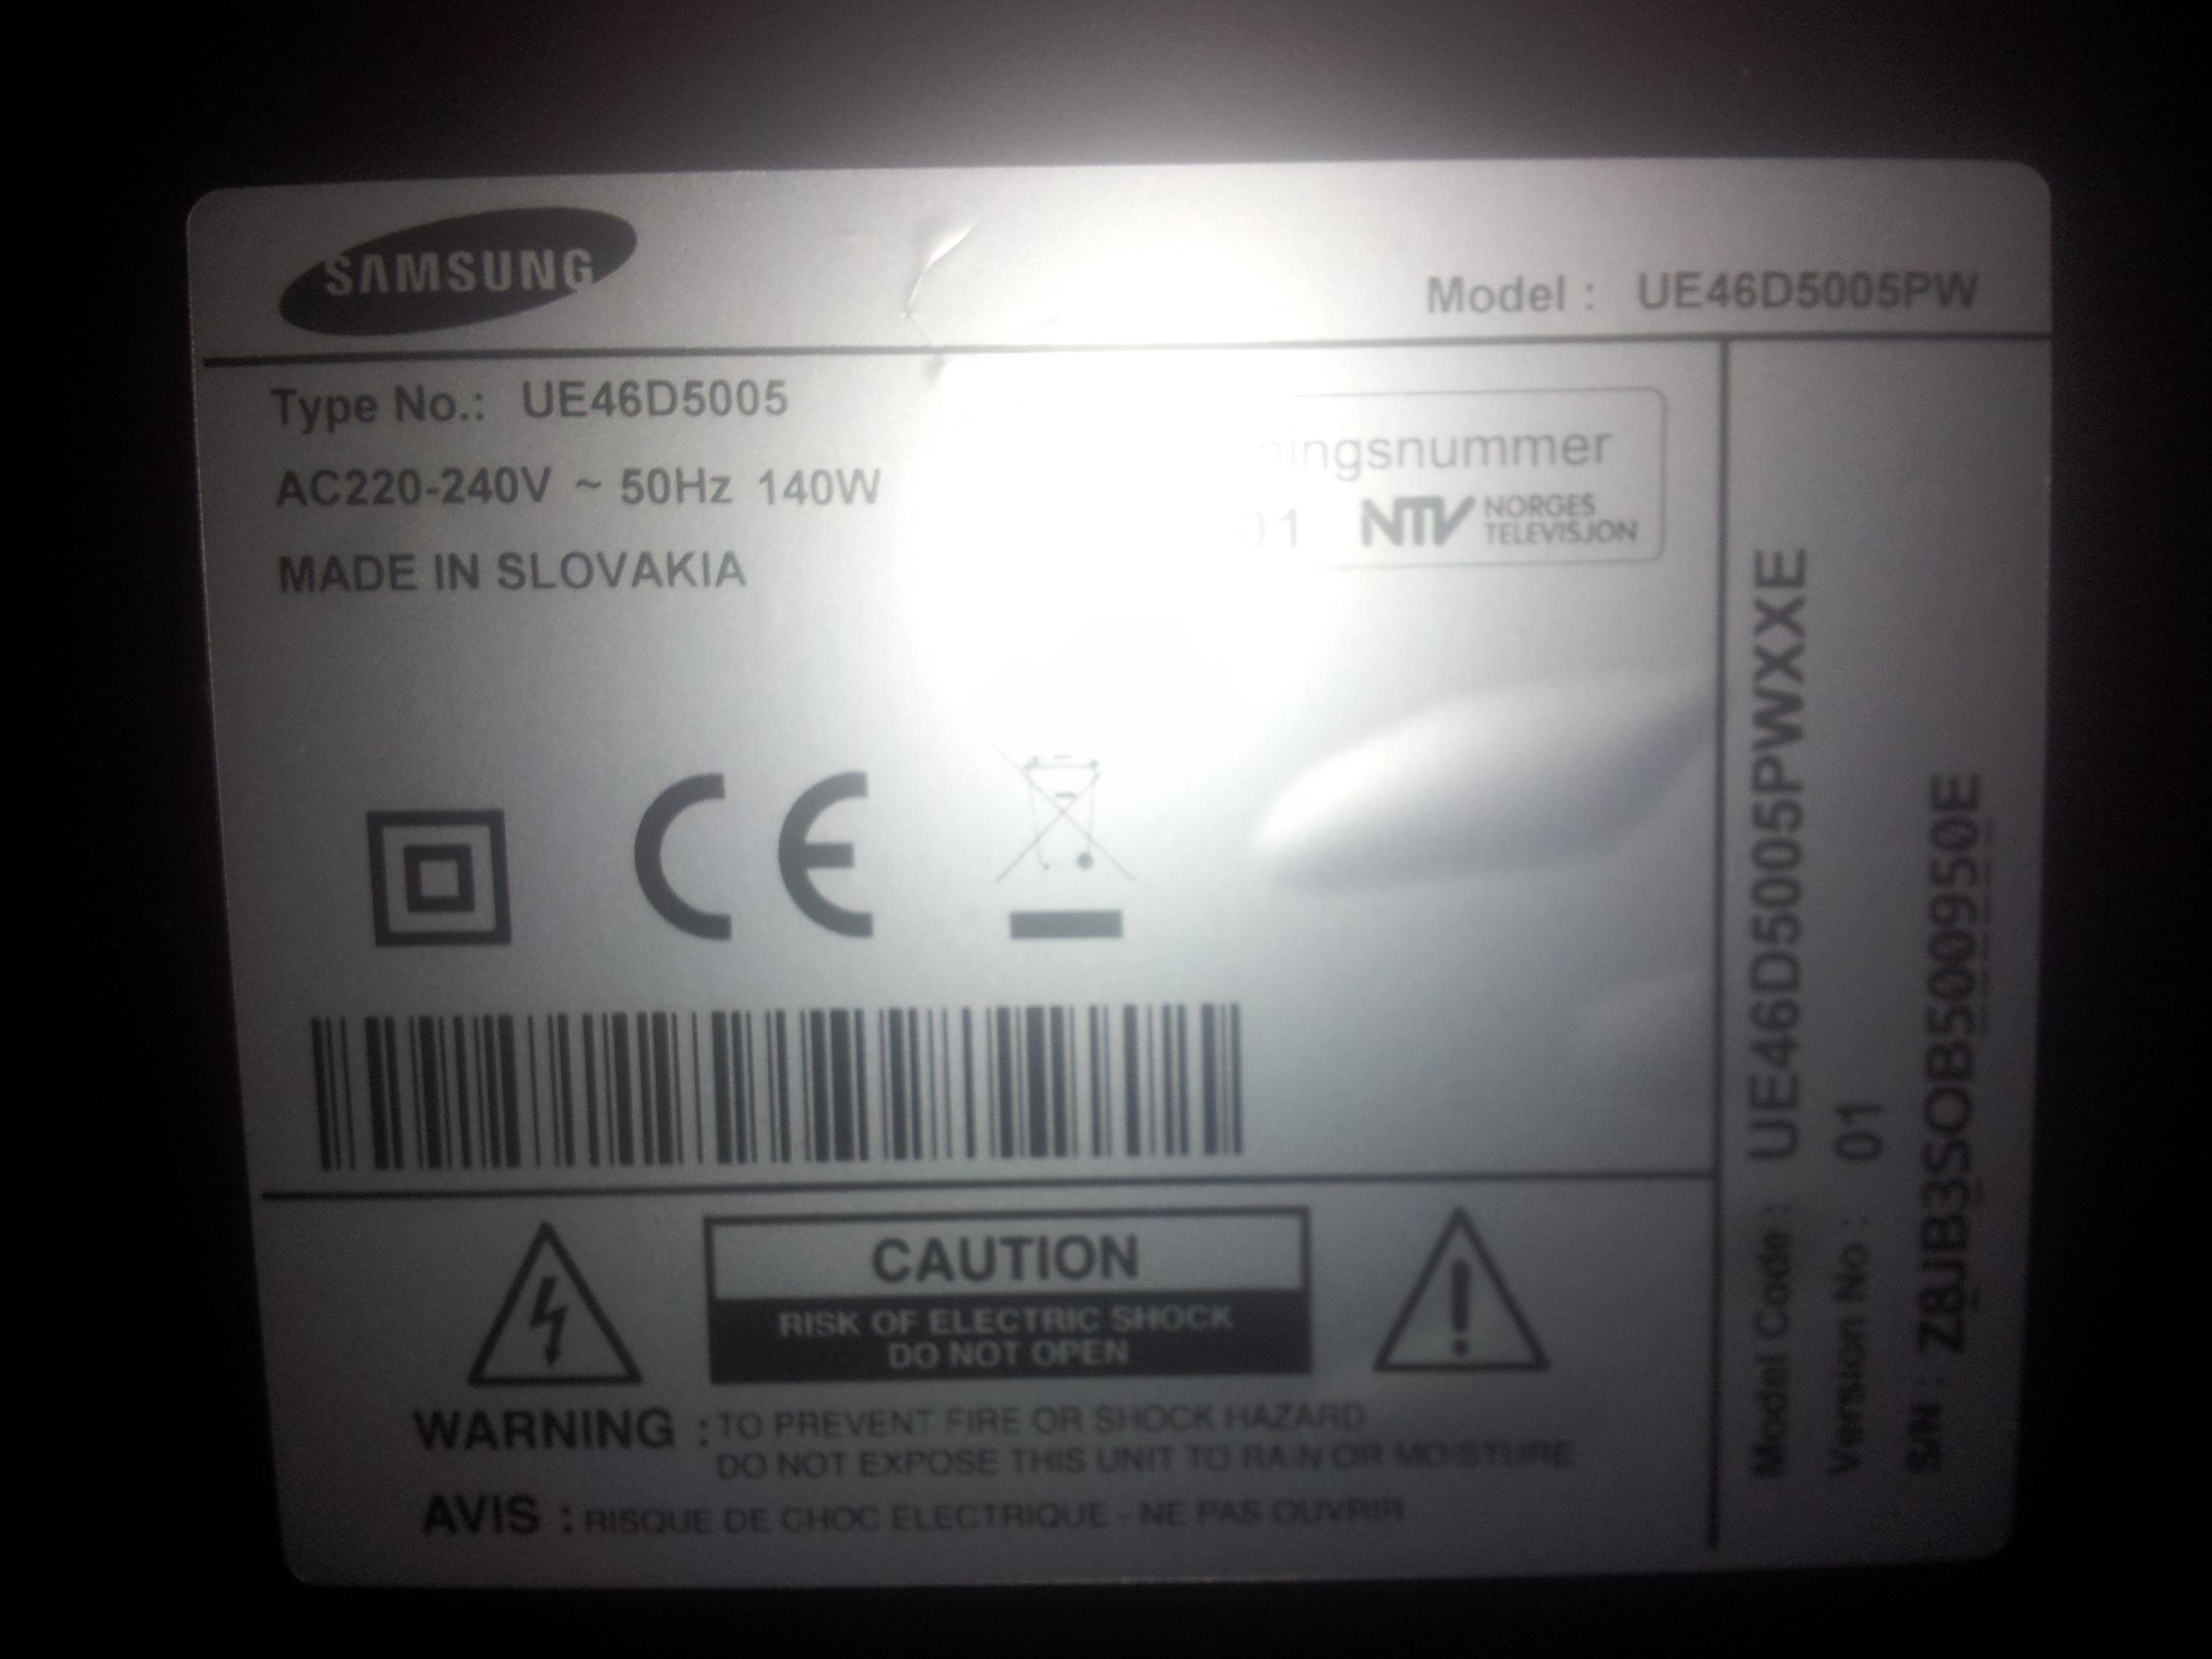 SAMSUNG
Model : UE46D5005PW
Type No.: UE46D5005
AC220-240V ~ 50Hz 140W
MADE IN SLOVAKIA
NTV NORGES
TELEVISJON
CE
CAUTION
RISK OF ELECTRIC SHOCK
DO NOT OPEN
WARNING : TO PREVENT FIRE OR SHOCK HAZARD
DO NOT EXPOSE THIS UNIT TO RAIN OR MOISTURE
AVIS : RISQUE DE CHOC ELECTRIQUE - NE PAS OUVRIR
Model Code : UE46D5005PWXXE
Version No : 01
S/N : Z8JB3SOB500950E